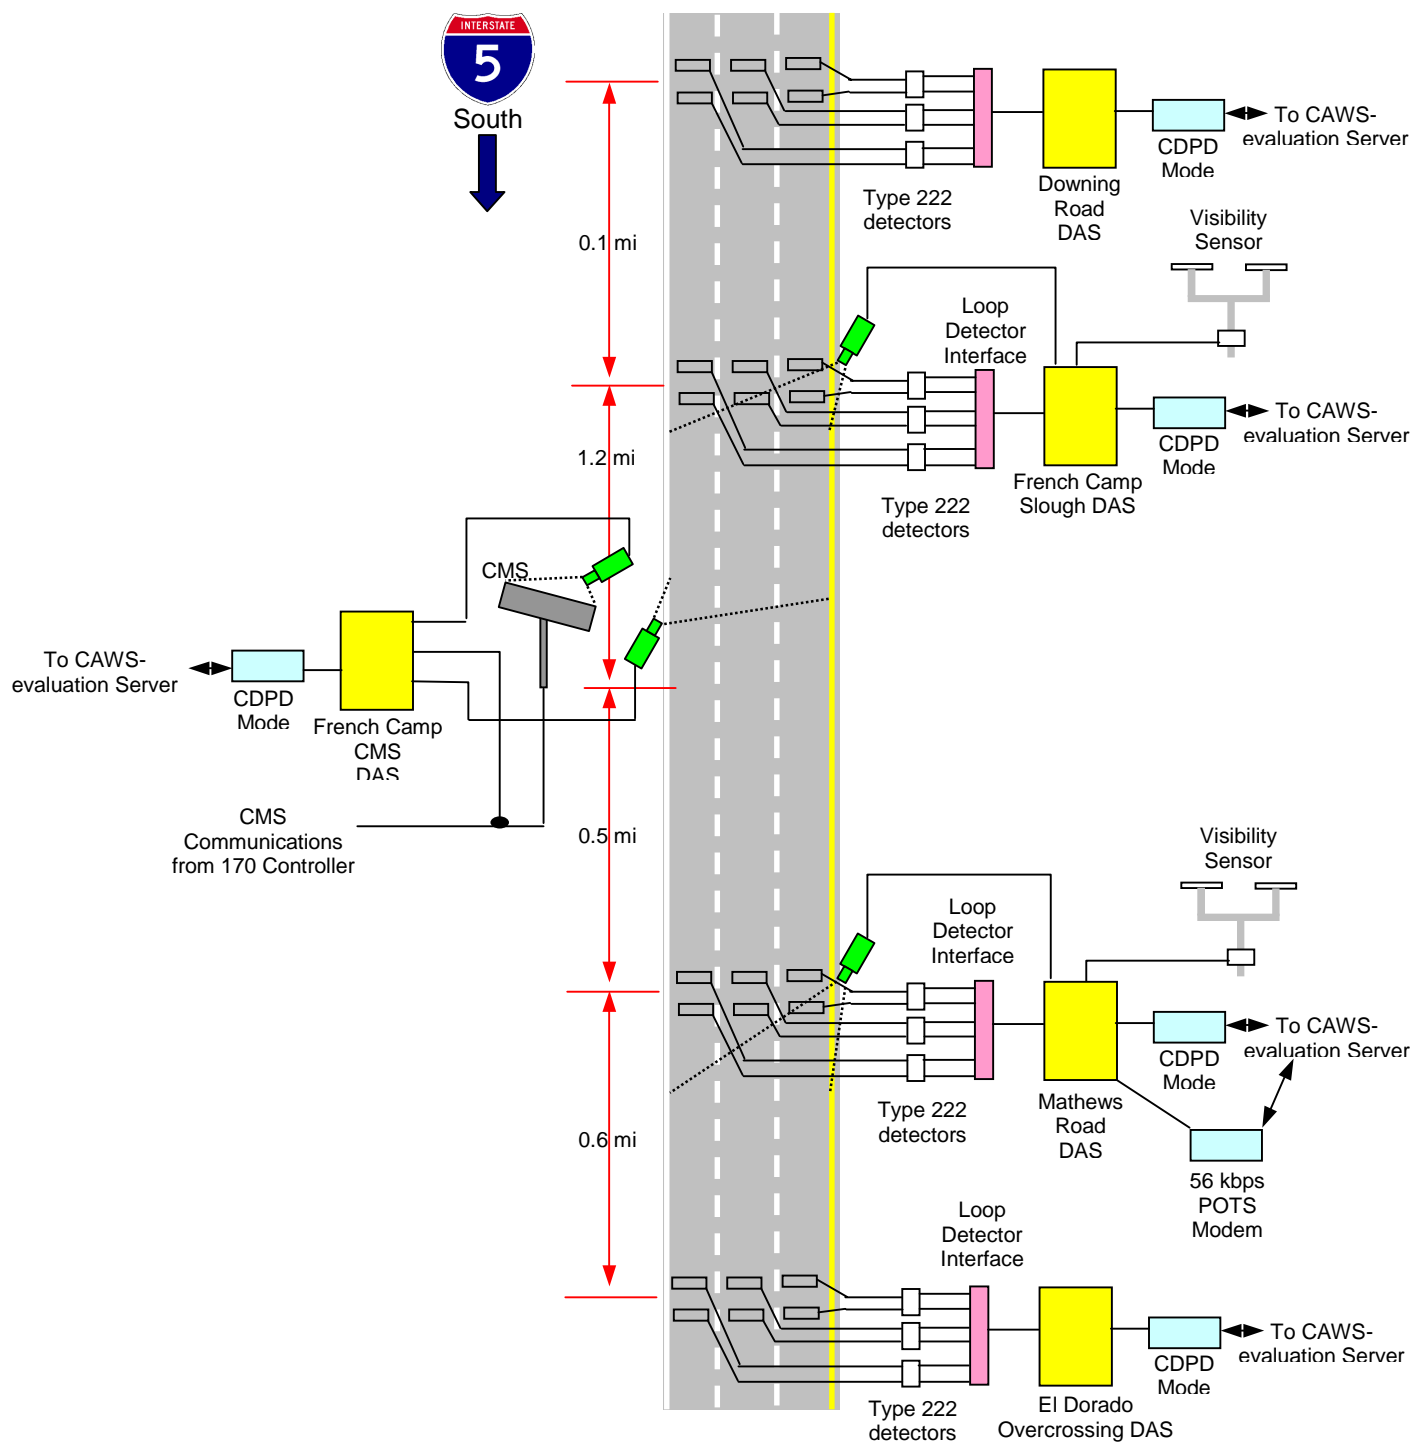 INTERSTATE
5
South
To CAWS-
evaluation Server
CDPD
Mode
Downing
Road
DAS
Type 222
detectors
Visibility
Sensor
0.1 mi
Loop
Detector
Interface
To CAWS-
evaluation Server
CDPD
Mode
French Camp
Slough DAS
Type 222
detectors
1.2 mi
CMS
To CAWS-
evaluation Server
CDPD
Mode
French Camp
CMS
DAS
CMS
Communications
from 170 Controller
0.5 mi
Visibility
Sensor
Loop
Detector
Interface
To CAWS-
evaluation Server
CDPD
Mode
Mathews
Road
DAS
Type 222
detectors
56 kbps
POTS
Modem
0.6 mi
Loop
Detector
Interface
To CAWS-
evaluation Server
CDPD
Mode
El Dorado
Overcrossing DAS
Type 222
detectors